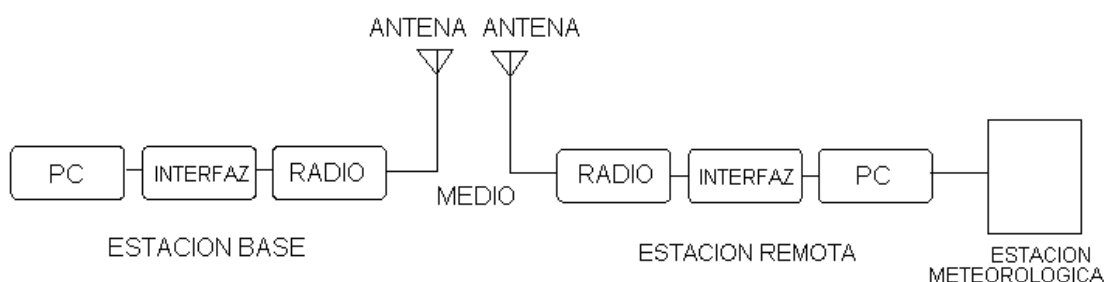 ANTENA ANTENA
PC INTERFAZ RADIO MEDIO RADIO INTERFAZ PC
ESTACION BASE
ESTACION REMOTA
ESTACION
METEOROLOGICA